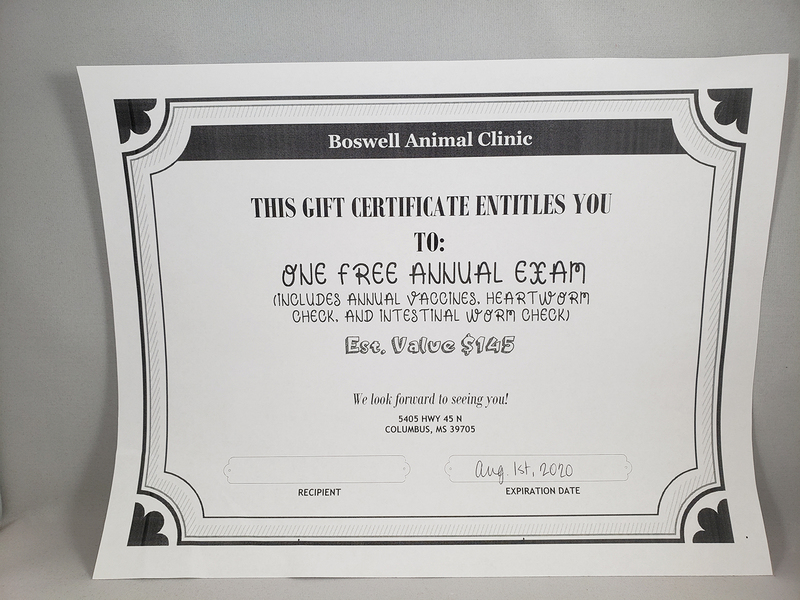 Boswell Animal Clinic
THIS GIFT CERTIFICATE ENTITLES YOU
TO:
ONE FREE ANNUAL EXAM
(INCLUDES ANNUAL VACCINES, HEARTWORM
CHECK, AND INTESTINAL WORM CHECK)
Est. Value $145
We look forward to seeing you!
5405 HWY 45 N
COLUMBUS, MS 39705
Aug. 1st, 2020
RECIPIENT
EXPIRATION DATE